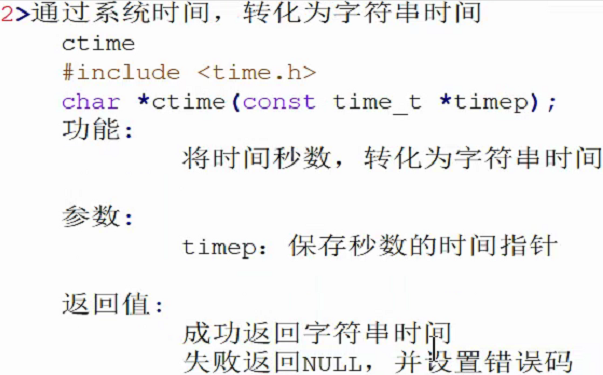 2>通过系统时间，转化为字符串时间
ctime
#include <time.h>
char *ctime(const time_t *timep);
功能：
将时间秒数，转化为字符串时间
参数：
timep：保存秒数的时间指针
返回值：
成功返回字符串时间
失败返回NULL，并设置错误码